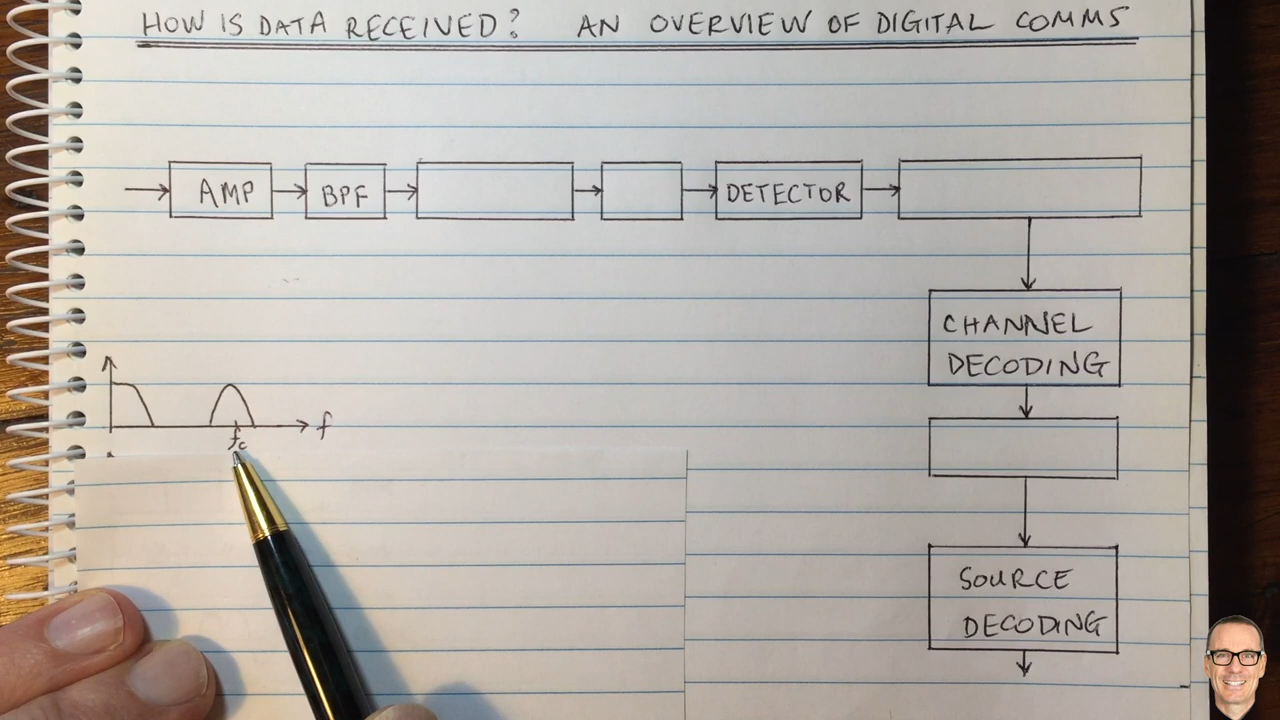 HOW IS DATA RECEIVED? AN OVERVIEW OF DIGITAL COMMS
AMP
BPF
DETECTOR
CHANNEL
DECODING
f
fc
SOURCE
DECODING